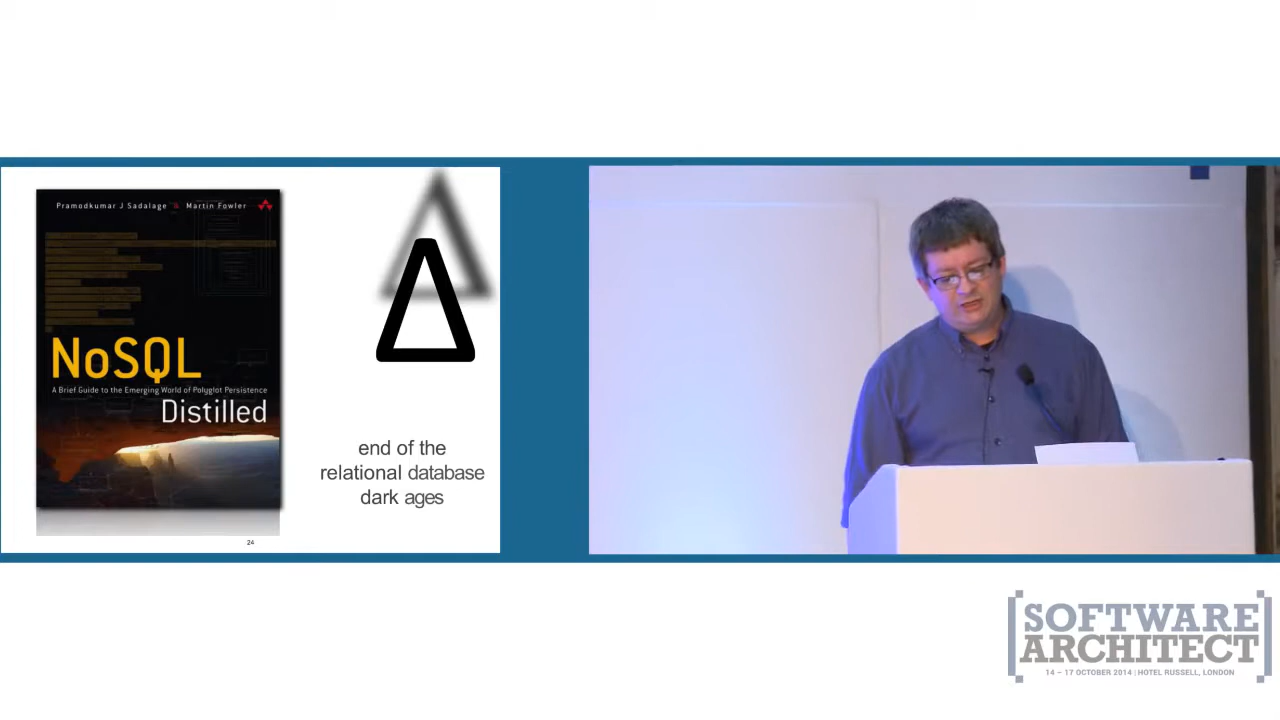 Pramodkumar J Sadalage Martin Fowler
NoSQL
A Brief Guide to the Emerging World of Polyglot Persistence
Distilled
Δ
end of the
relational database
dark ages
24
[SOFTWARE
ARCHITECT]
14 – 17 OCTOBER 2014 | HOTEL RUSSELL, LONDON